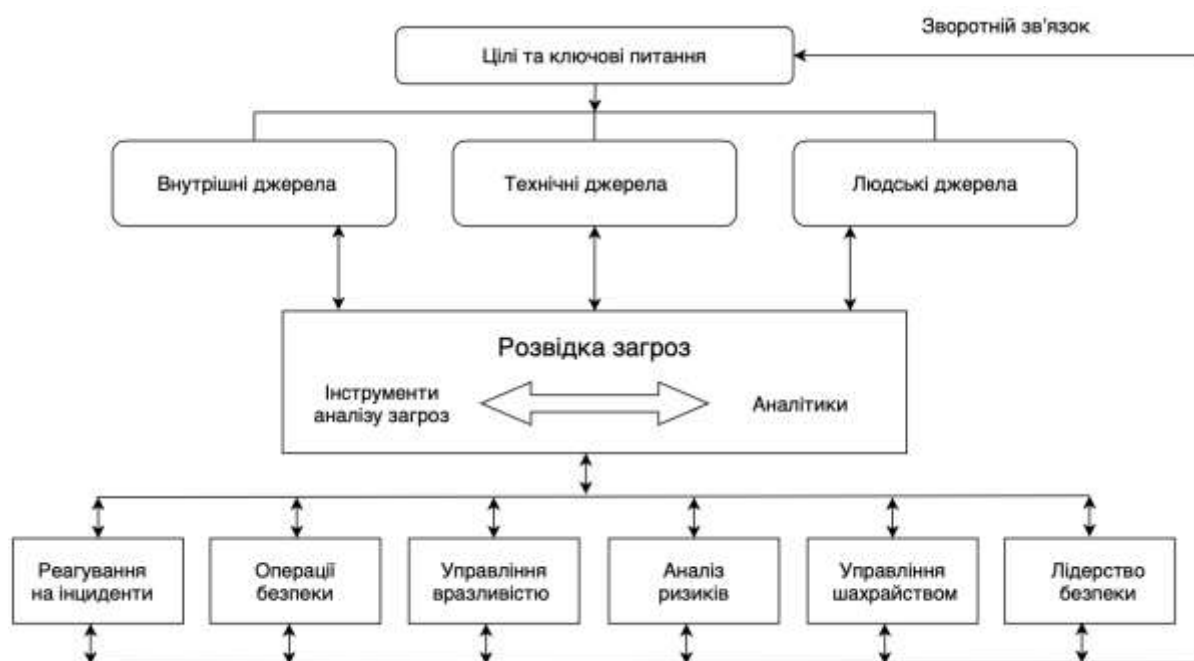 Зворотній зв'язок
Цілі та ключові питання
Внутрішні джерела
Технічні джерела
Людські джерела
Розвідка загроз
Інструменти
аналізу загроз
Аналітики
Реагування
на інциденти
Операції
безпеки
Управління
вразливістю
Аналіз
ризиків
Управління
шахрайством
Лідерство
безпеки